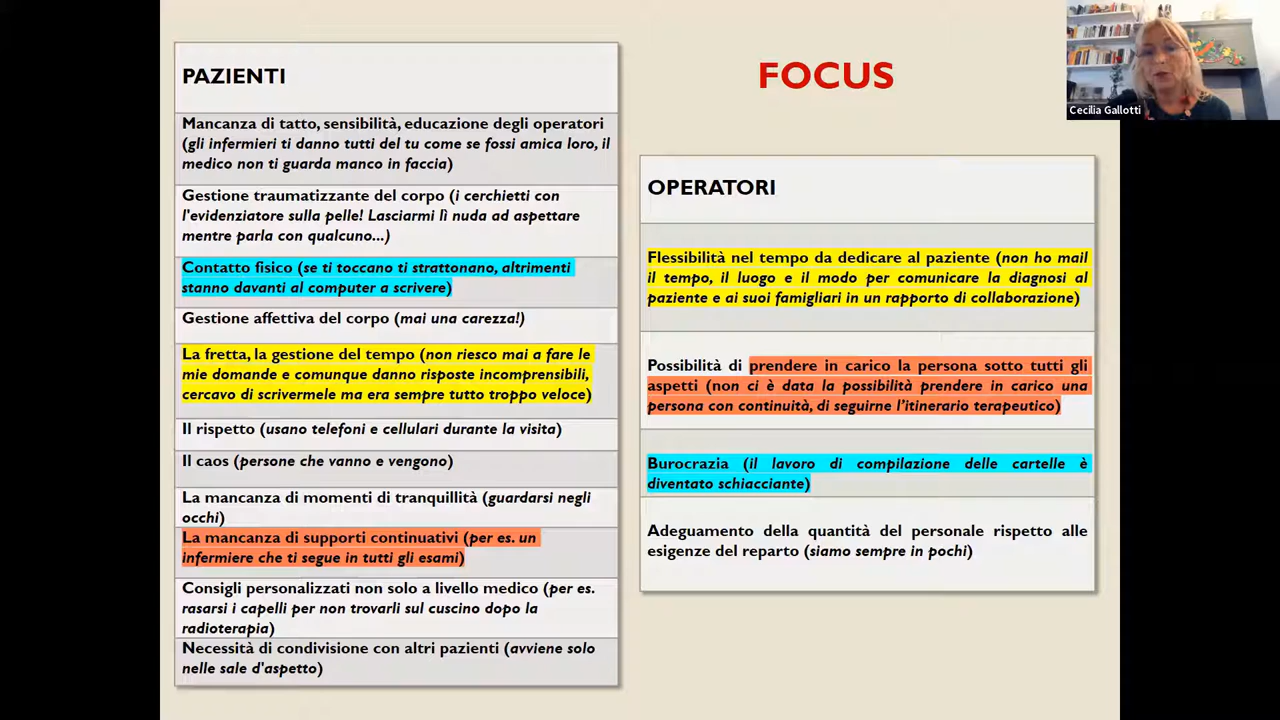 PAZIENTI
Mancanza di tatto, sensibilità, educazione degli operatori
(gli infermieri ti danno tutti del tu come se fossi amica loro, il
medico non ti guarda manco in faccia)
Gestione traumatizzante del corpo (i cerchietti con
l'evidenziatore sulla pelle! Lasciarmi lì nuda ad aspettare
mentre parla con qualcuno...)
Contatto fisico (se ti toccano ti strattonano, altrimenti
stanno davanti al computer a scrivere)
Gestione affettiva del corpo (mai una carezza!)
La fretta, la gestione del tempo (non riesco mai a fare le
mie domande e comunque danno risposte incomprensibili,
cercavo di scrivermele ma era sempre tutto troppo veloce)
Il rispetto (usano telefoni e cellulari durante la visita)
Il caos (persone che vanno e vengono)
La mancanza di momenti di tranquillità (guardarsi negli
occhi)
La mancanza di supporti continuativi (per es. un
infermiere che ti segue in tutti gli esami)
Consigli personalizzati non solo a livello medico (per es.
rasarsi i capelli per non trovarli sul cuscino dopo la
radioterapia)
Necessità di condivisione con altri pazienti (avviene solo
nelle sale d'aspetto)
FOCUS
OPERATORI
Flessibilità nel tempo da dedicare al paziente (non ho mail
il tempo, il luogo e il modo per comunicare la diagnosi al
paziente e ai suoi famigliari in un rapporto di collaborazione)
Possibilità di prendere in carico la persona sotto tutti gli
aspetti (non ci è data la possibilità prendere in carico una
persona con continuità, di seguirne l'itinerario terapeutico)
Burocrazia (il lavoro di compilazione delle cartelle è
diventato schiacciante)
Adeguamento della quantità del personale rispetto alle
esigenze del reparto (siamo sempre in pochi)
Cecilia Gallotti